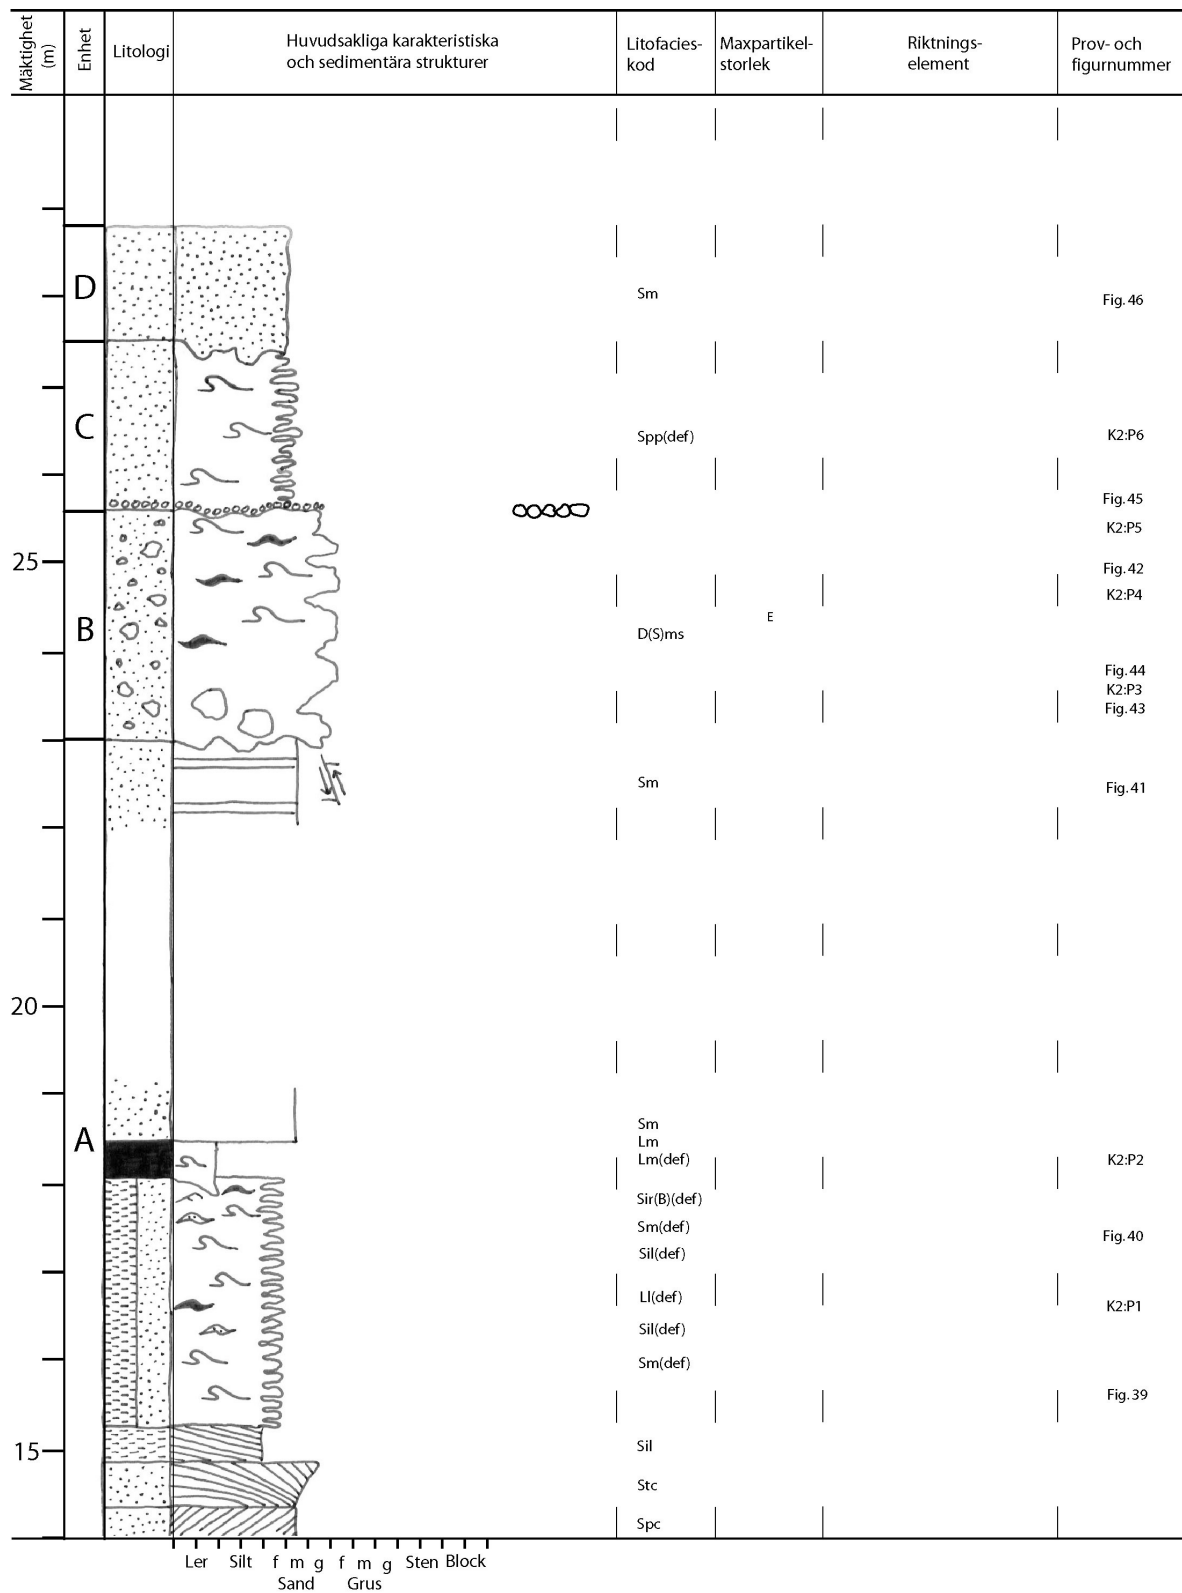 Mäktighet
(m)
Enhet
Litologi
Huvudsakliga karakteristiska
och sedimentära strukturer
Litofacies-
kod
Maxpartikel-
storlek
Riktnings-
element
Prov- och
figurnummer
D
Sm
Fig. 46
C
Spp(def)
K2:P6
Fig. 45
K2:P5
25
Fig. 42
K2:P4
E
B
D(S)ms
Fig. 44
K2:P3
Fig. 43
Sm
Fig. 41
20
A
Sm
Lm
Lm(def)
K2:P2
Sir(B)(def)
Sm(def)
Fig. 40
Sil(def)
Ll(def)
K2:P1
Sil(def)
Sm(def)
Fig. 39
15
Sil
Stc
Spc
Ler Silt f m g f m g Sten Block
Sand Grus